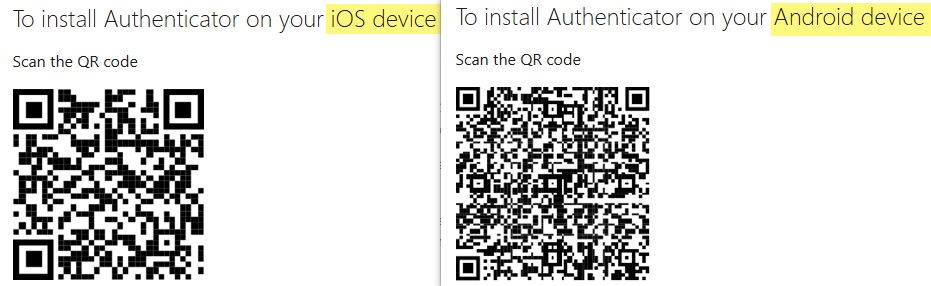 To install Authenticator on your iOS device
Scan the QR code
To install Authenticator on your Android device
Scan the QR code